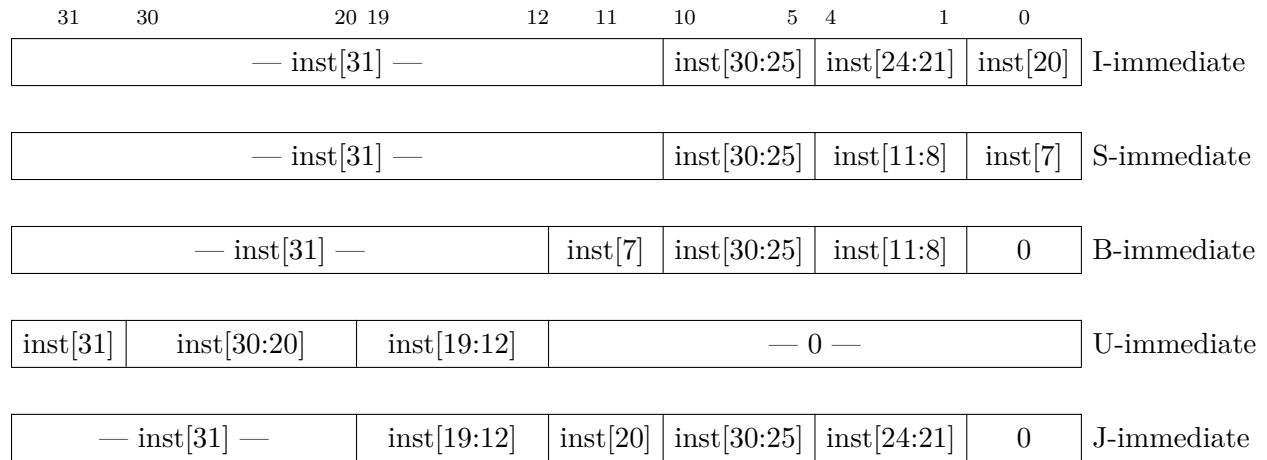 31 30 20 19 12 11 10 5 4 1 0
— inst[31] — inst[30:25] inst[24:21] inst[20] I-immediate
— inst[31] — inst[30:25] inst[11:8] inst[7] S-immediate
— inst[31] — inst[7] inst[30:25] inst[11:8] 0 B-immediate
inst[31] inst[30:20] inst[19:12] — 0 — U-immediate
— inst[31] — inst[19:12] inst[20] inst[30:25] inst[24:21] 0 J-immediate